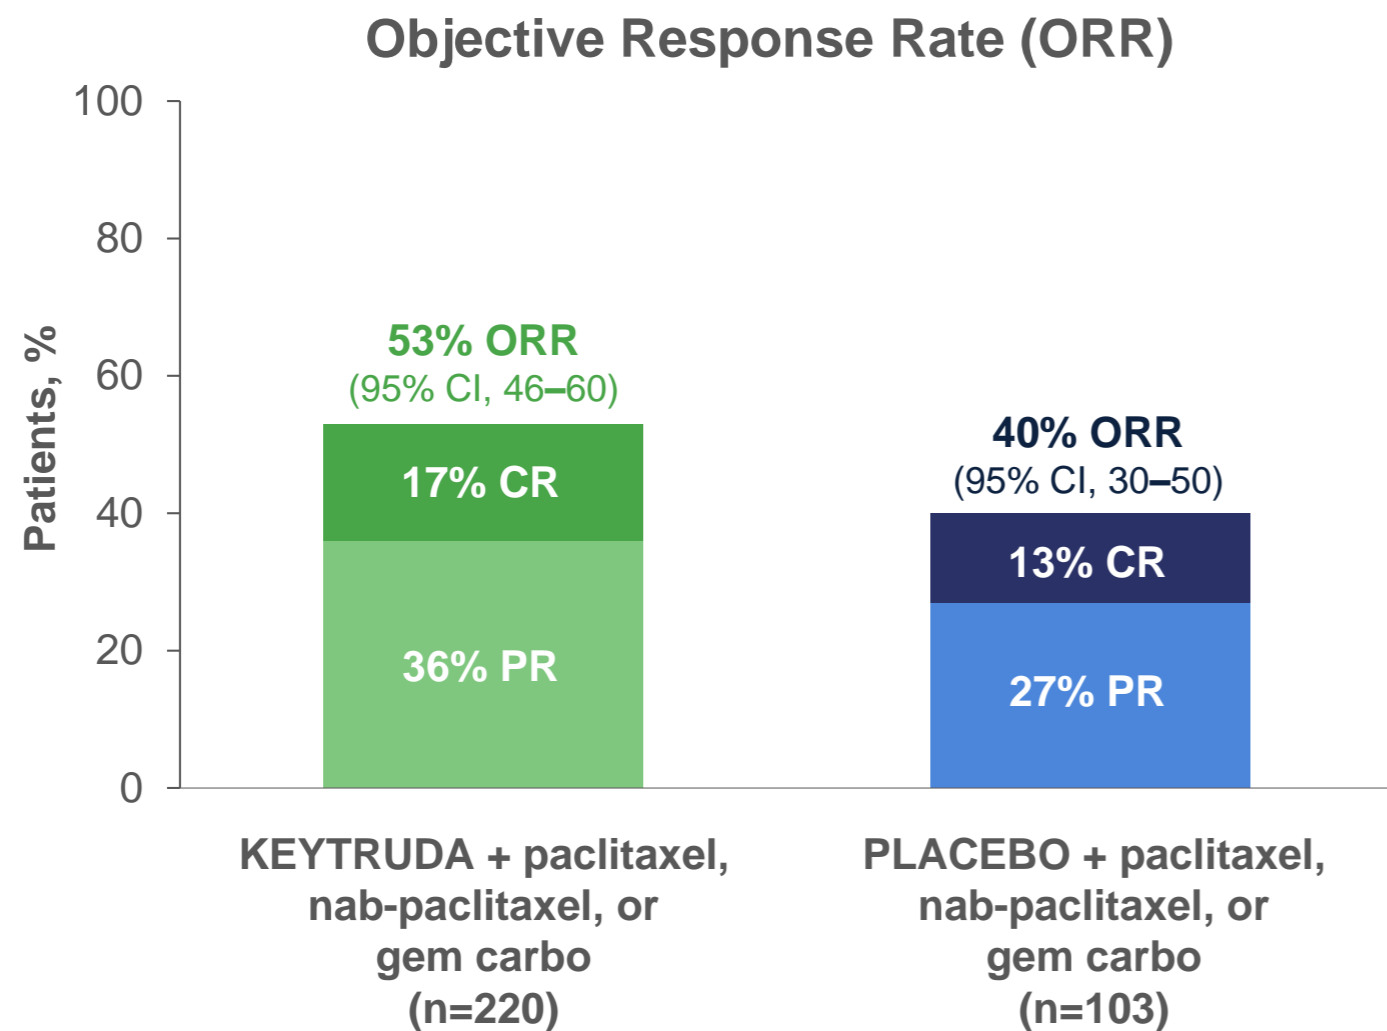 Objective Response Rate (ORR)
Patients, %
100
80
60
40
20
0
53% ORR
(95% CI, 46–60)
17% CR
36% PR
40% ORR
(95% CI, 30–50)
13% CR
27% PR
KEYTRUDA + paclitaxel,
nab-paclitaxel, or
gem carbo
(n=220)
PLACEBO + paclitaxel,
nab-paclitaxel, or
gem carbo
(n=103)